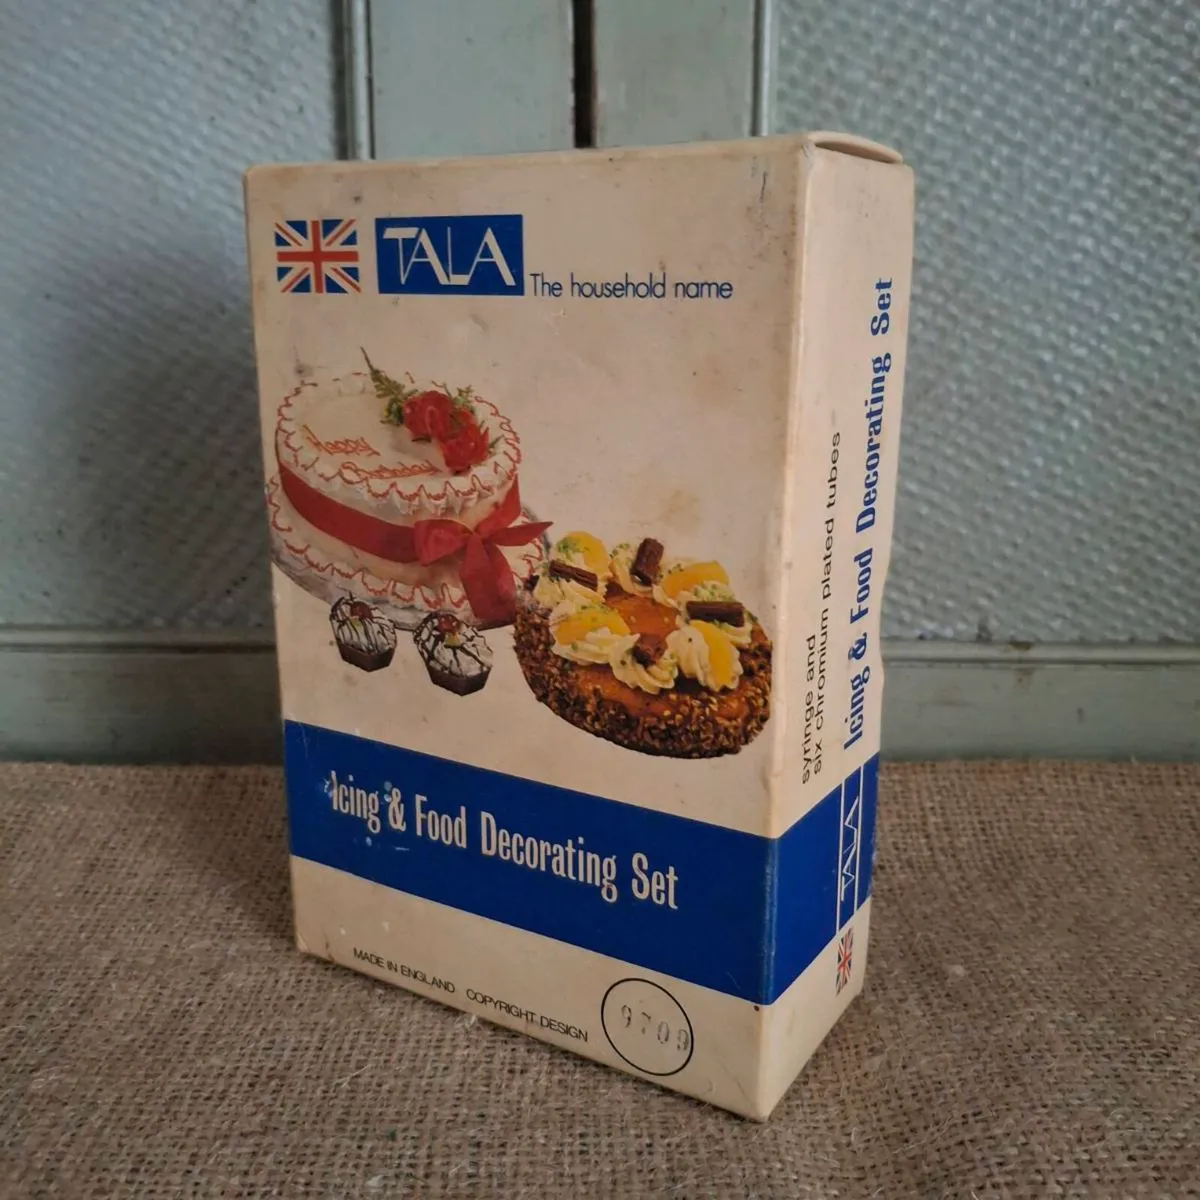 TALA
The household name
Happy
Birthday
Icing & Food Decorating Set
MADE IN ENGLAND COPYRIGHT DESIGN
9709
syringe and
six chromium plated tubes
Icing & Food Decorating Set
TALA